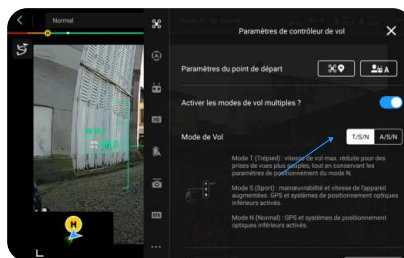 Normal
Paramètres de contrôleur de vol
Paramètres du point de départ
A
Activer les modes de vol multiples ?
Mode de Vol
T/S/N
A/S/N
Mode T (Trépied) : vitesse de vol max. réduite pour des
prises de vues plus souples, tout en conservant les
paramètres de positionnement du mode N.
Mode S (Sport) : manœuvrabilité et vitesse de l'appareil
augmentées. GPS et systèmes de positionnement optiques
inférieurs activés.
Mode N (Normal) : GPS et systèmes de positionnement
optiques inférieurs activés.
HD
H